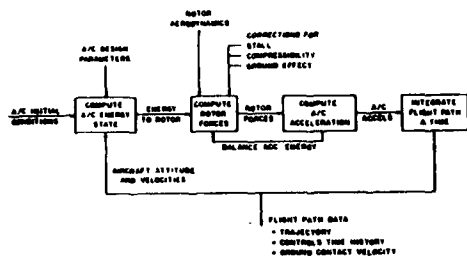 ROTOR
AERODYNAMICS
CORRECTIONS FOR
STALL
COMPRESSIBILITY
GROUND EFFECT
A/C DESIGN
PARAMETERS
A/C INITIAL
CONDITIONS
COMPUTE
A/C ENERGY
STATE
ENERGY
TO ROTOR
COMPUTE
ROTOR
FORCES
ROTOR
FORCES
COMPUTE
A/C
ACCELERATION
A/C
ACCELS
INTEGRATE
FLIGHT PATH
& TIME
BALANCE ACC ENERGY
AIRCRAFT ATTITUDE
AND VELOCITIES
FLIGHT PATH DATA
• TRAJECTORY
• CONTROLS TIME HISTORY
• GROUND CONTACT VELOCITY